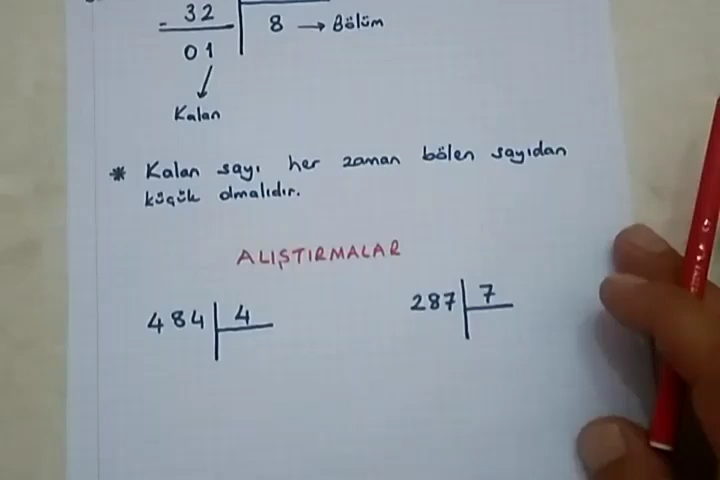 - 32
8 → Bölüm
01
Kalan
* Kalan sayı her zaman bölen sayıdan
küçük olmalıdır.
ALIŞTIRMALAR
484 4
287 7